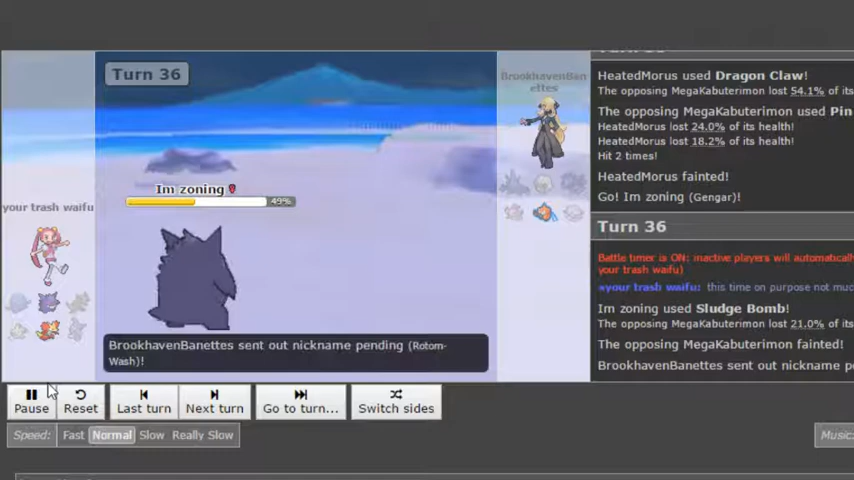 Turn 36
BrookhavenBan
ettes
Im zoning
49%
your trash waifu
BrookhavenBanettes sent out nickname pending (Rotom-
Wash)!
HeatedMorus used Dragon Claw!
The opposing MegaKabuterimon lost 54.1% of its
The opposing MegaKabuterimon used Pin
HeatedMorus lost 24.0% of its health!
HeatedMorus lost 18.2% of its health!
Hit 2 times!
HeatedMorus fainted!
Go! Im zoning (Gengar)!
Turn 36
Battle timer is ON: inactive players will automatically
your trash waifu)
your trash waifu: this time on purpose not muc
Im zoning used Sludge Bomb!
The opposing MegaKabuterimon lost 21.0% of its
The opposing MegaKabuterimon fainted!
BrookhavenBanettes sent out nickname pe
Pause
Reset
Last turn
Next turn
Go to turn...
Switch sides
Speed: Fast Normal Slow Really Slow
Music: